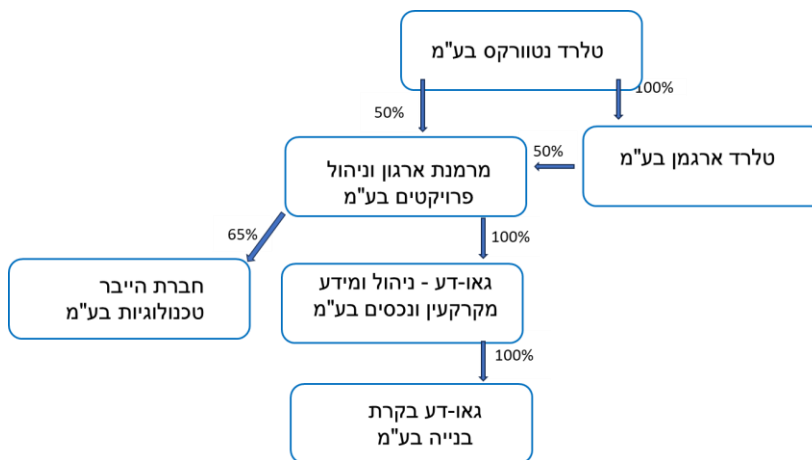 טלרד נטוורקס בע"מ
100%
50%
טלרד ארגמן בע"מ
50%
מרמנת ארגון וניהול
פרויקטים בע"מ
65%
100%
גאו-דע - ניהול ומידע
מקרקעין ונכסים בע"מ
חברת הייבר
טכנולוגיות בע"מ
100%
גאו-דע בקרת
בנייה בע"מ